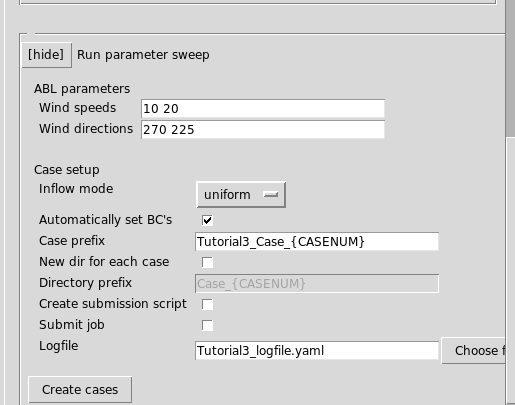 [hide] Run parameter sweep
ABL parameters
Wind speeds 10 20
Wind directions 270 225
Case setup
Inflow mode uniform
Automatically set BC's
Case prefix Tutorial3_Case_{CASENUM}
New dir for each case
Directory prefix Case_{CASENUM}
Create submission script
Submit job
Logfile Tutorial3_logfile.yaml Choose f
Create cases